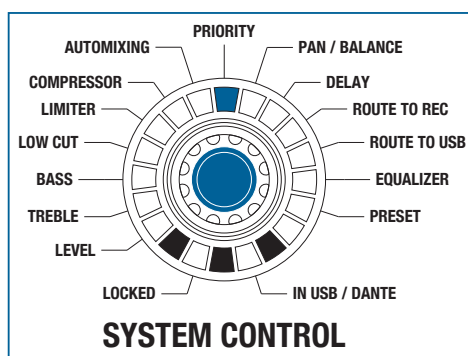 PRIORITY
AUTOMIXING
PAN / BALANCE
COMPRESSOR
DELAY
LIMITER
ROUTE TO REC
LOW CUT
ROUTE TO USB
BASS
EQUALIZER
TREBLE
PRESET
LEVEL
LOCKED
IN USB / DANTE
SYSTEM CONTROL